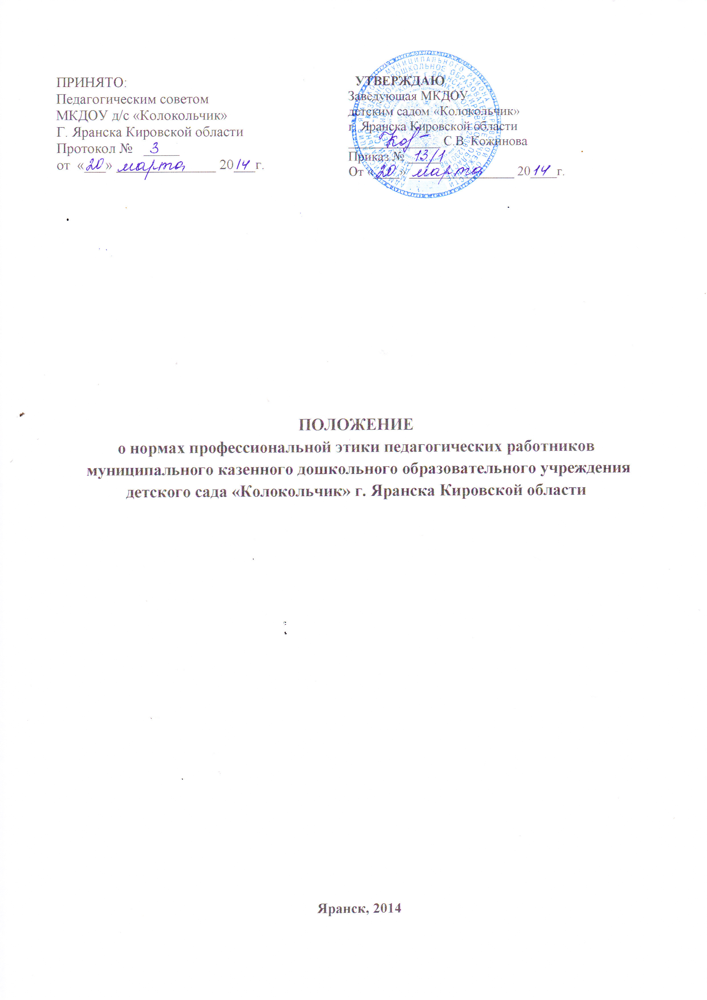 ПРИНЯТО:
Педагогическим советом
МКДОУ д/с «Колокольчик»
Г. Яранска Кировской области
Протокол № 3
от «20» марта 2014 г.
УТВЕРЖДАЮ
Заведующая МКДОУ
детским садом «Колокольчик»
г. Яранска Кировской области
С.В. Кожинова
Приказ № 13/1
От «20» марта 2014 г.
ПОЛОЖЕНИЕ
о нормах профессиональной этики педагогических работников
муниципального казенного дошкольного образовательного учреждения
детского сада «Колокольчик» г. Яранска Кировской области
Яранск, 2014